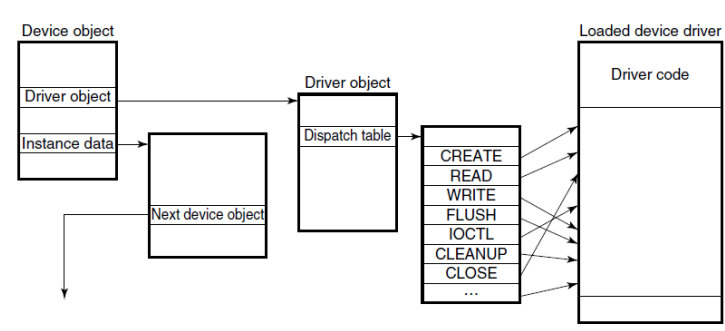 Device object
Loaded device driver
Driver code
Driver object
Driver object
Dispatch table
Instance data
CREATE
READ
WRITE
FLUSH
IOCTL
CLEANUP
CLOSE
...
Next device object